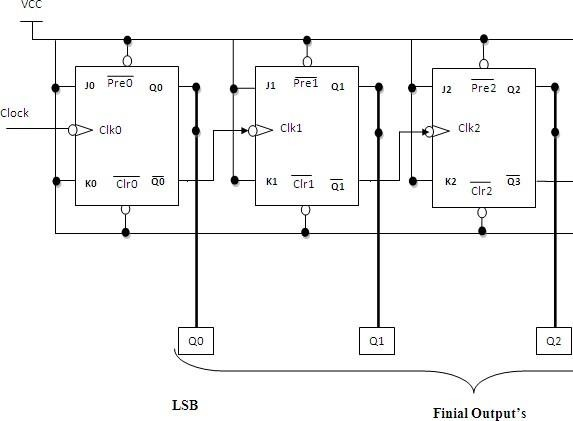 VCC
J0 Pre0 Q0
J1 Pre1 Q1
J2 Pre2 Q2
Clock
Clk0
Clk1
Clk2
K0 Clr0 Q0
K1 Clr1 Q1
K2 Clr2 Q3
Q0
Q1
Q2
LSB
Finial Output's